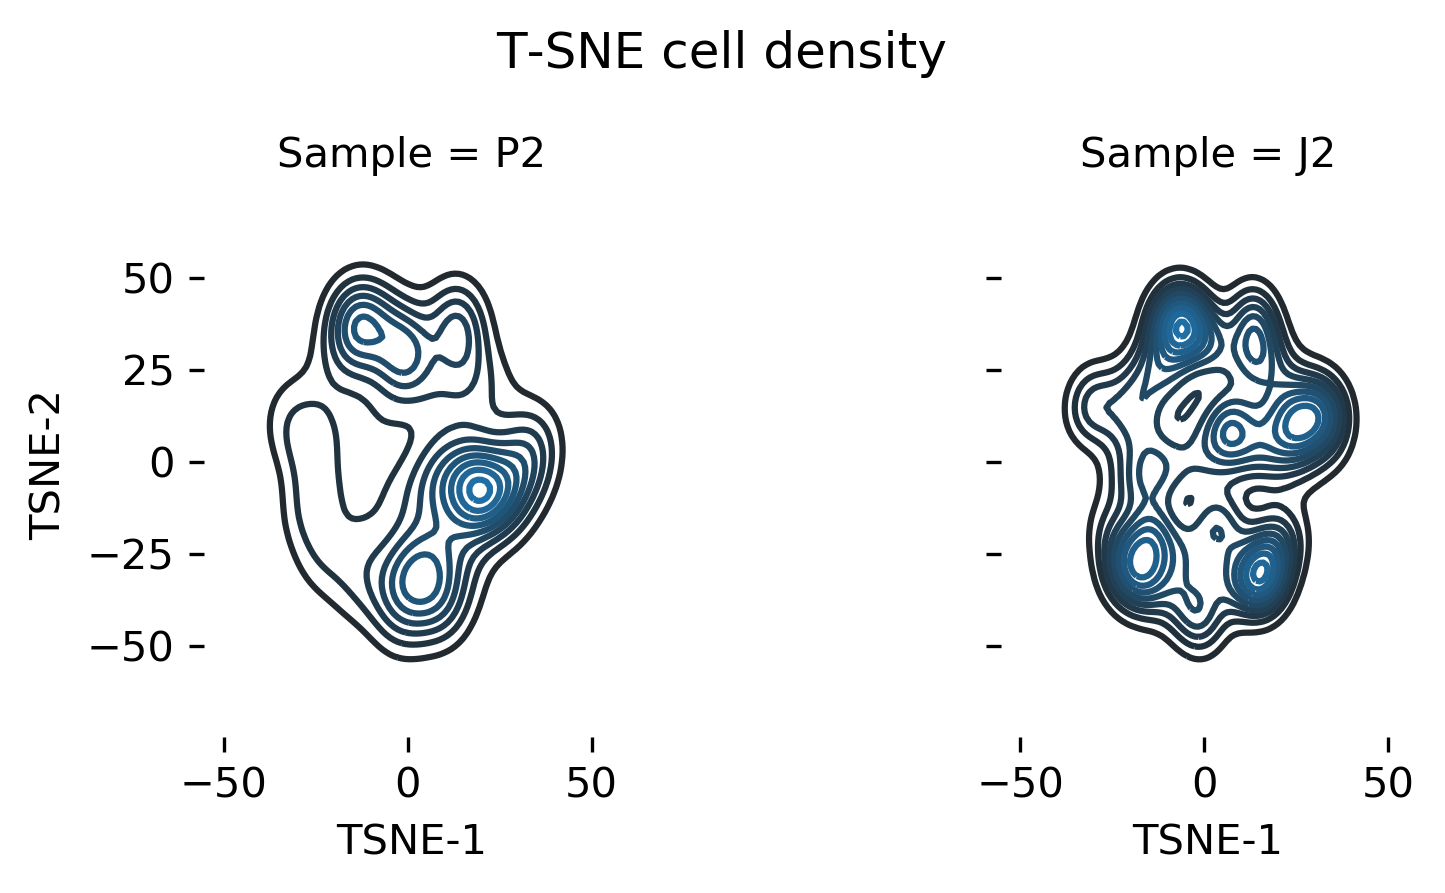 T-SNE cell density
Sample = P2
Sample = J2
50
25
0
−25
−50
TSNE-2
−50 0 50
−50 0 50
TSNE-1
TSNE-1